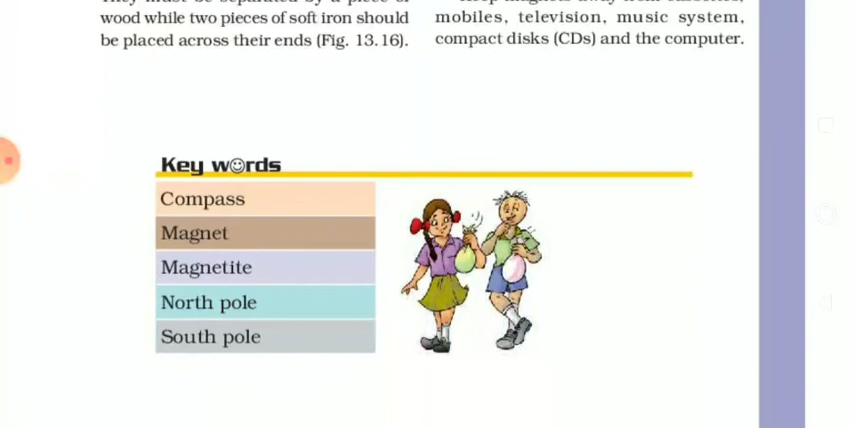 wood while two pieces of soft iron should
be placed across their ends (Fig. 13.16).
mobiles, television, music system,
compact disks (CDs) and the computer.
Key words
Compass
Magnet
Magnetite
North pole
South pole